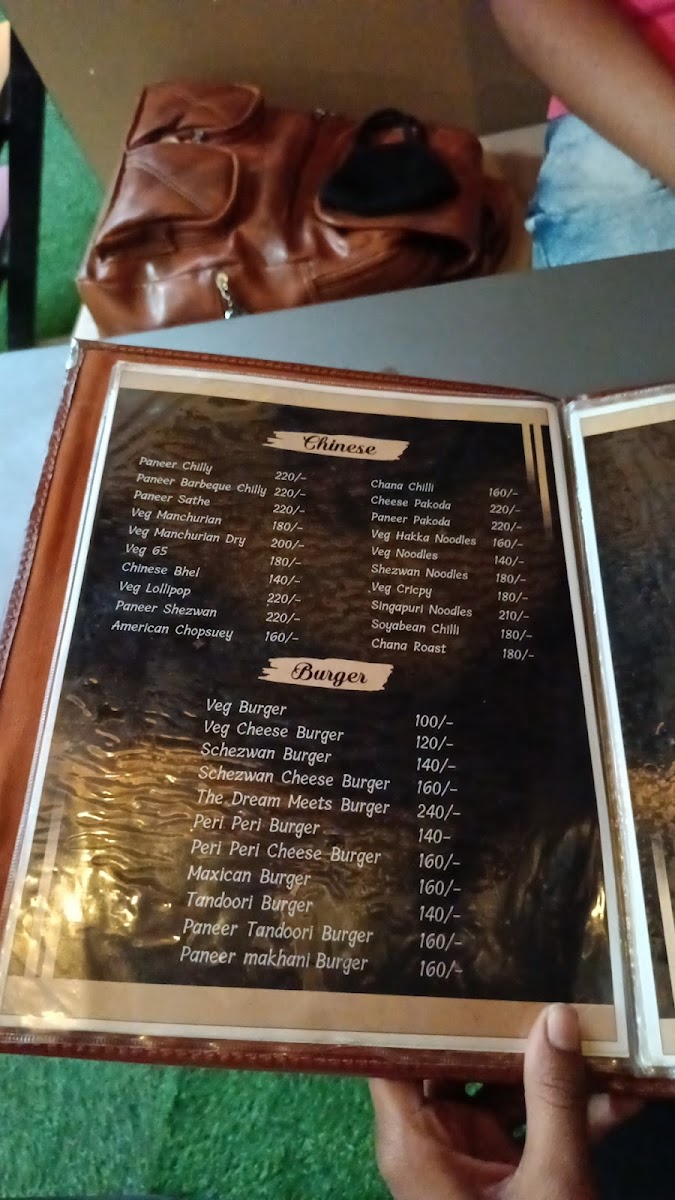 Chinese
Paneer Chilly 220/-
Paneer Barbeque Chilly 220/-
Paneer Sathe 220/-
Veg Manchurian 180/-
Veg Manchurian Dry 200/-
Veg 65 180/-
Chinese Bhel 140/-
Veg Lollipop 220/-
Paneer Shezwan 220/-
American Chopsuey 160/-
Chana Chilli 160/-
Cheese Pakoda 220/-
Paneer Pakoda 220/-
Veg Hakka Noodles 160/-
Veg Noodles 140/-
Shezwan Noodles 180/-
Veg Cricpy 180/-
Singapuri Noodles 210/-
Soyabean Chilli 180/-
Chana Roast 180/-
Burger
Veg Burger 100/-
Veg Cheese Burger 120/-
Schezwan Burger 140/-
Schezwan Cheese Burger 160/-
The Dream Meets Burger 240/-
Peri Peri Burger 140-
Peri Peri Cheese Burger 160/-
Maxican Burger 160/-
Tandoori Burger 140/-
Paneer Tandoori Burger 160/-
Paneer makhani Burger 160/-